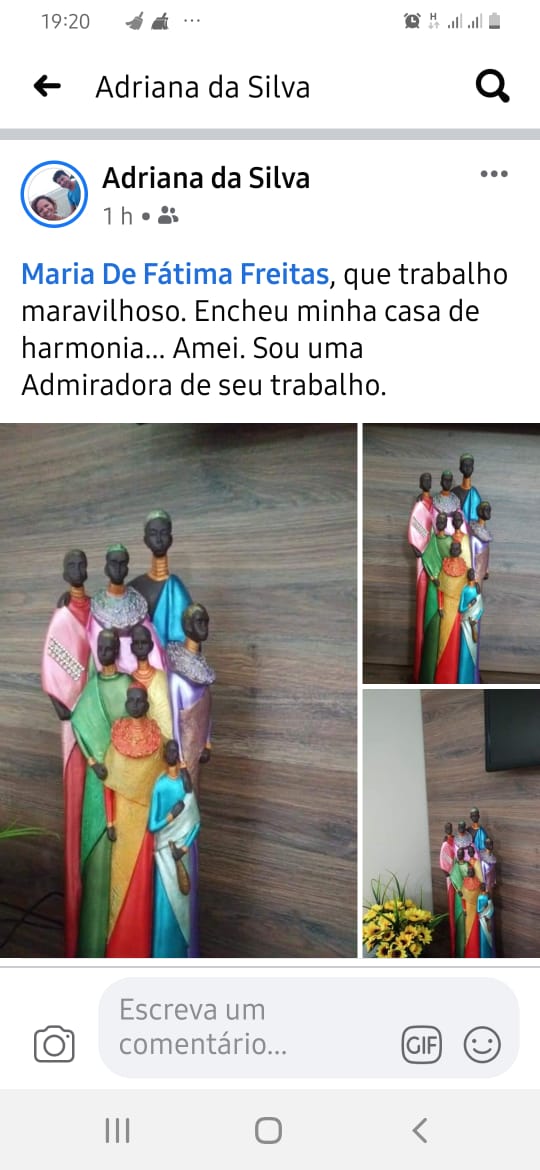 19:20
H
Adriana da Silva
Adriana da Silva
1 h •
Maria De Fátima Freitas, que trabalho
maravilhoso. Encheu minha casa de
harmonia... Amei. Sou uma
Admiradora de seu trabalho.
Escreva um
comentário...
GIF